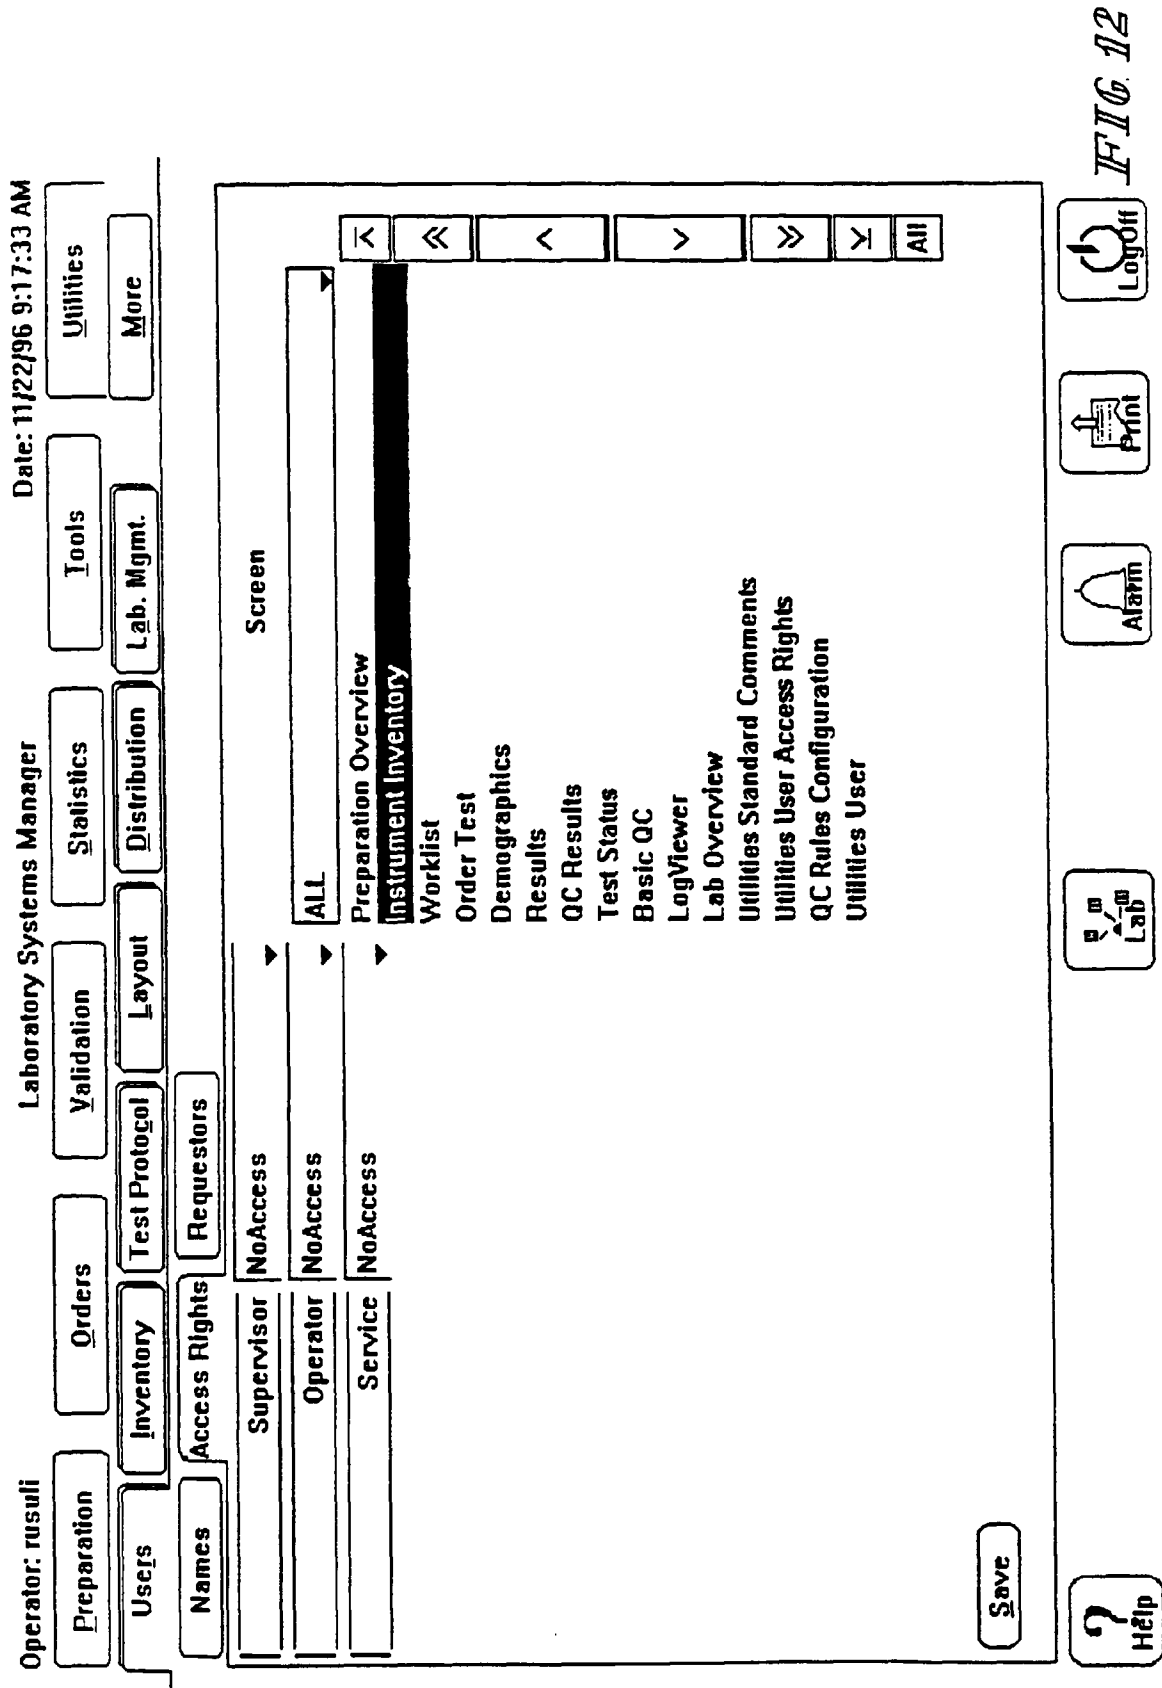 Operator: rusuli
Laboratory Systems Manager
Date: 11/22/96 9:17:33 AM
Preparation
Orders
Validation
Statistics
Tools
Utilities
Users
Inventory
Test Protocol
Layout
Distribution
Lab. Mgmt.
More
Names
Access Rights
Requestors
Screen
Supervisor
NoAccess
Operator
NoAccess
Service
NoAccess
ALL
Preparation Overview
Instrument Inventory
Worklist
Order Test
Demographics
Results
QC Results
Test Status
Basic QC
LogViewer
Lab Overview
Utilities Standard Comments
Utilities User Access Rights
QC Rules Configuration
Utilities User
All
Save
? Help
Lab
Alarm
Print
LogOff
FIG. 12